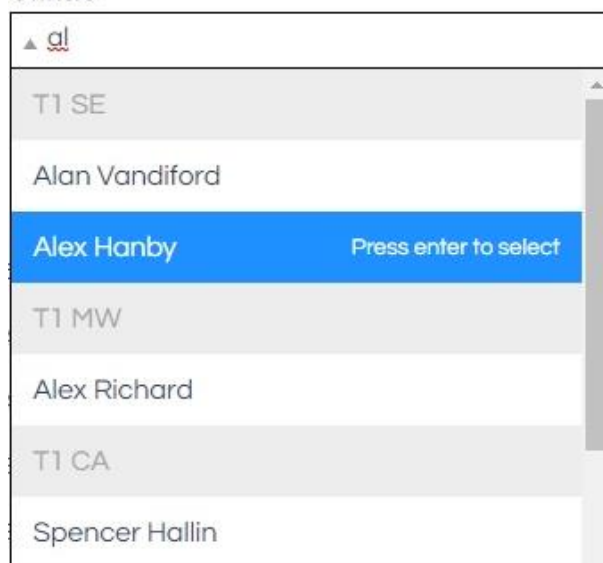 al
T1 SE
Alan Vandiford
Alex Hanby Press enter to select
T1 MW
Alex Richard
T1 CA
Spencer Hallin